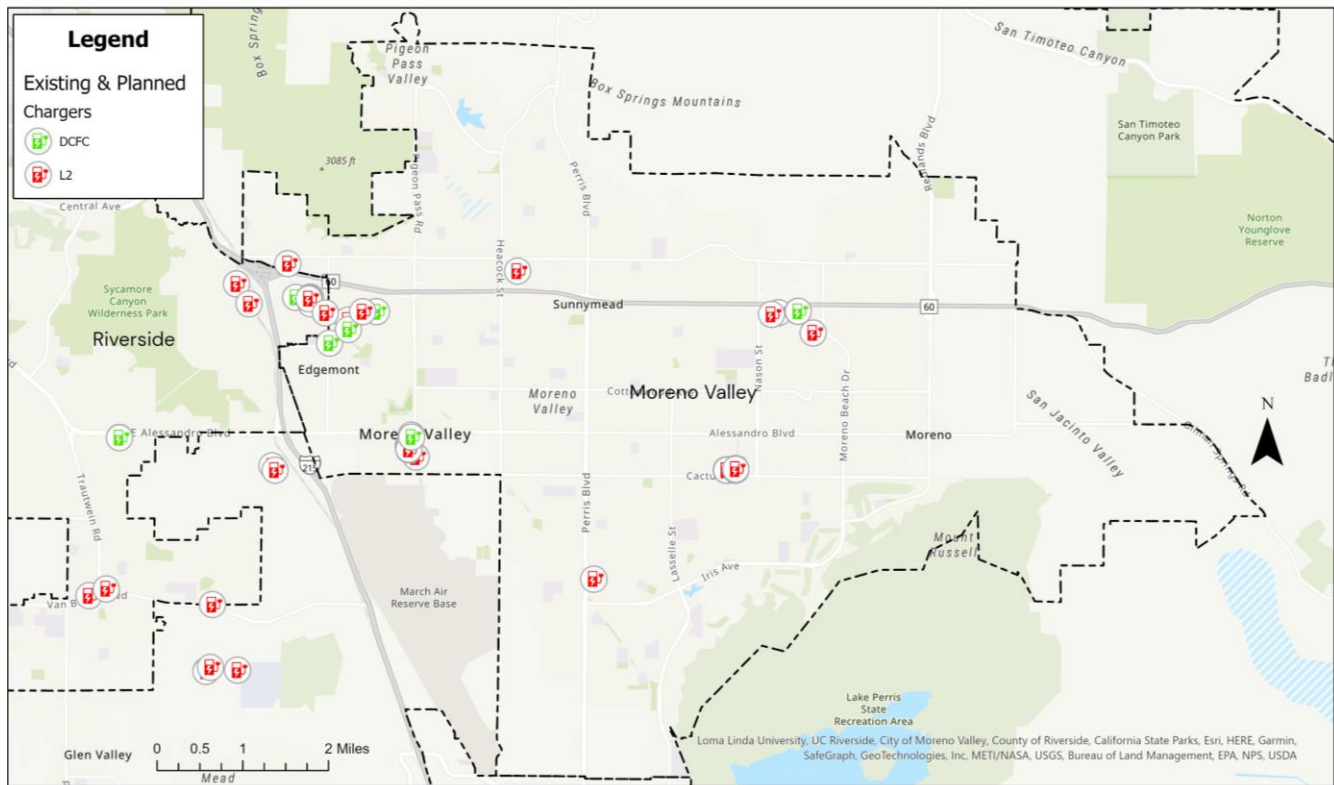 Legend
Existing & Planned
Chargers
DCFC
L2
Box Spring
Pigeon
Pass
Valley
Box Springs Mountains
San Timoteo Canyon
San Timoteo
Canyon Park
3085 ft
Pigeon Pass Rd
Perris Blvd
Redlands Blvd
Central Ave
Heacock St
Norton
Younglove
Reserve
60
Sycamore
Canyon
Wilderness Park
Sunnymead
60
Riverside
Edgemont
Nason St
Moreno
Valley
Moreno Valley
Moreno Beach Dr
San Jacinto Valley
N
E Alessandro Blvd
Valley
Alessandro Blvd
Moreno
215
Trautwein Rd
Perris Blvd
Lasselle St
Mount
Russell
Iris Ave
March Air
Reserve Base
Lake Perris
State
Recreation Area
Glen Valley
0 0.5 1 2 Miles
Mead
Loma Linda University, UC Riverside, City of Moreno Valley, County of Riverside, California State Parks, Esri, HERE, Garmin,
SafeGraph, GeoTechnologies, Inc, METI/NASA, USGS, Bureau of Land Management, EPA, NPS, USDA